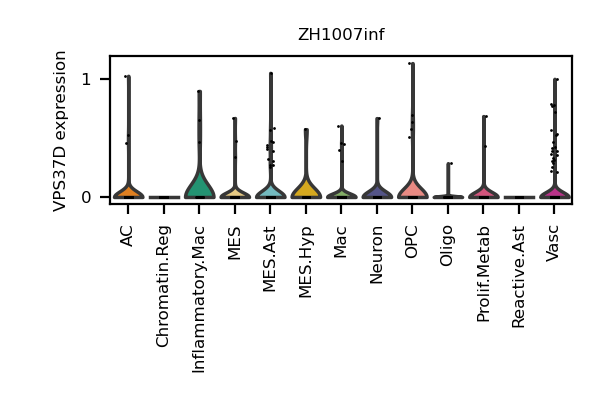 ZH1007inf
VPS37D expression
1
0
AC
Chromatin.Reg
Inflammatory.Mac
MES
MES.Ast
MES.Hyp
Mac
Neuron
OPC
Oligo
Prolif.Metab
Reactive.Ast
Vasc